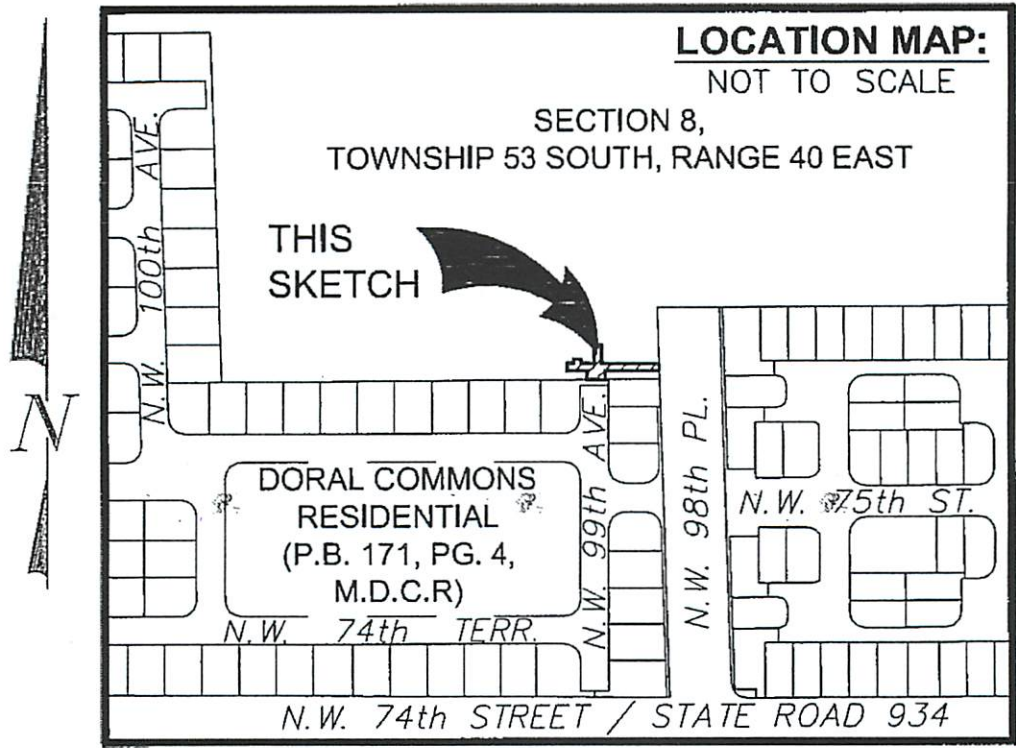 LOCATION MAP:
NOT TO SCALE
SECTION 8,
TOWNSHIP 53 SOUTH, RANGE 40 EAST
THIS
SKETCH
N.W. 100th AVE.
N
DORAL COMMONS
RESIDENTIAL
(P.B. 171, PG. 4,
M.D.C.R)
N.W. 99th AVE.
N.W. 98th PL.
N.W. 75th ST.
N.W. 74th TERR.
N.W. 74th STREET / STATE ROAD 934